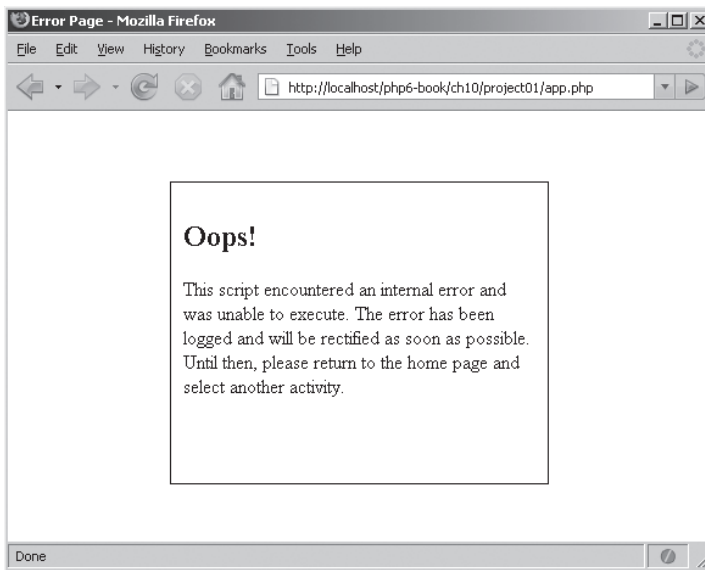 Error Page - Mozilla Firefox
File Edit View History Bookmarks Tools Help
http://localhost/php6-book/ch10/project01/app.php
Oops!
This script encountered an internal error and
was unable to execute. The error has been
logged and will be rectified as soon as possible.
Until then, please return to the home page and
select another activity.
Done